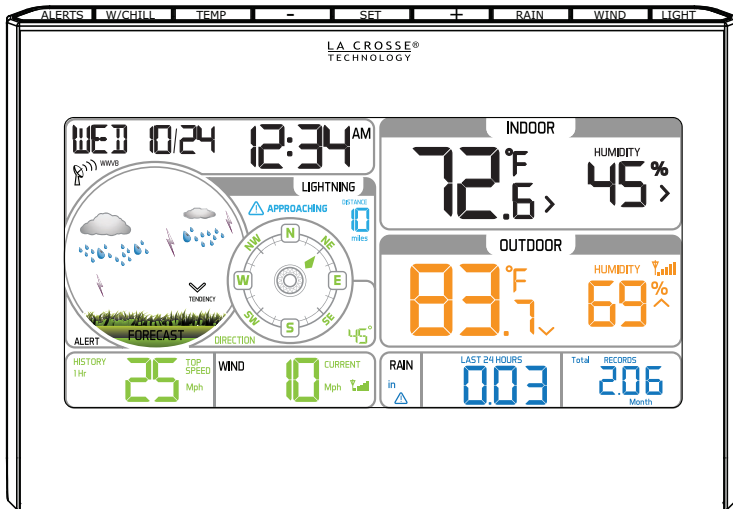 ALERTS W/CHILL TEMP - SET + RAIN WIND LIGHT
LA CROSSE®
TECHNOLOGY
WED 10/24 12:34 AM
WWVB
LIGHTNING
APPROACHING
DISTANCE
10
miles
N
NE
E
SE
S
SW
W
NW
TENDENCY
FORECAST
ALERT
DIRECTION
45°
INDOOR
72.6 °F
HUMIDITY
45%
OUTDOOR
83.7 °F
HUMIDITY
69%
HISTORY
1 Hr
25
TOP
SPEED
Mph
WIND
10
CURRENT
Mph
RAIN
in
LAST 24 HOURS
0.03
Total RECORDS
2.06
Month